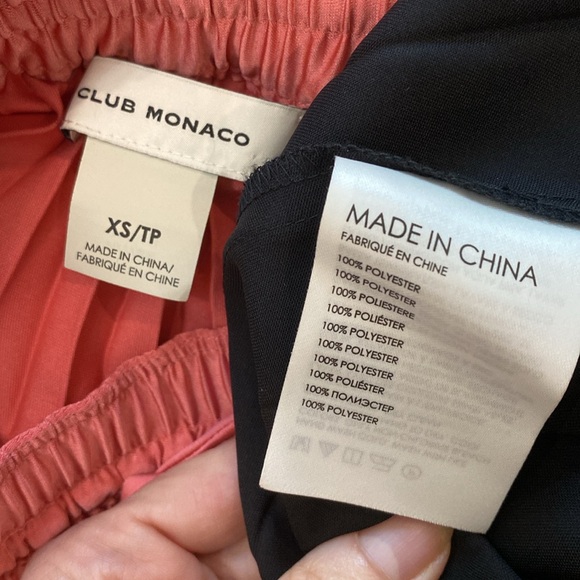 CLUB MONACO
XS/TP
MADE IN CHINA/
FABRIQUÉ EN CHINE
MADE IN CHINA
FABRIQUÉ EN CHINE
100% POLYESTER
100% POLYESTER
100% POLIESTERE
100% POLIÉSTER
100% POLYESTER
100% POLYESTER
100% POLYESTER
100% POLIÉSTER
100% ПОЛИЭСТЕР
100% POLYESTER